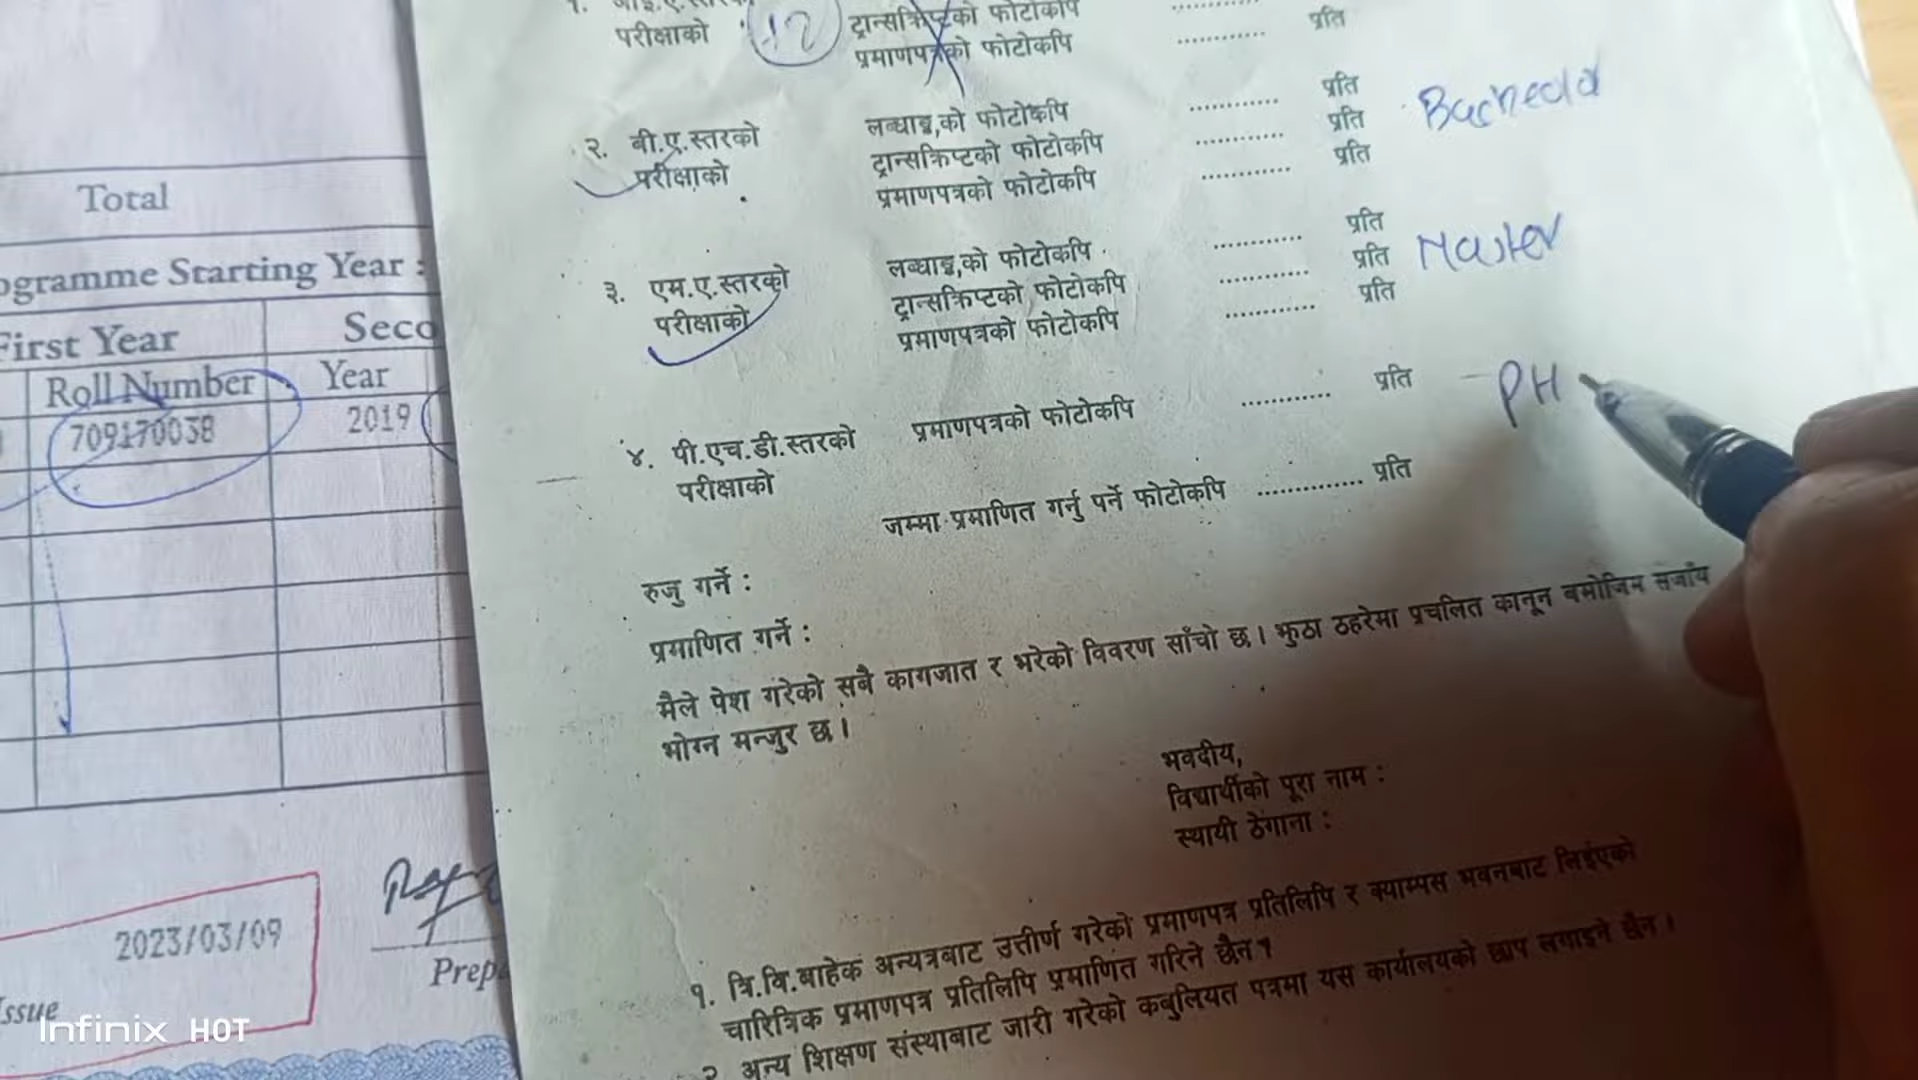 परीक्षाको
12
ट्रान्सक्रिप्टको फोटोकपि
प्रमाणपत्रको फोटोकपि ............ प्रति
२. बी.ए.स्तरको
परीक्षाको
लब्धाङ्कको फोटोकपि ............ प्रति
ट्रान्सक्रिप्टको फोटोकपि ............ प्रति
प्रमाणपत्रको फोटोकपि ............ प्रति
३. एम.ए.स्तरको
परीक्षाको
लब्धाङ्कको फोटोकपि ............ प्रति
ट्रान्सक्रिप्टको फोटोकपि ............ प्रति
प्रमाणपत्रको फोटोकपि ............ प्रति
Master
४. पी.एच.डी.स्तरको
परीक्षाको
प्रमाणपत्रको फोटोकपि ............ प्रति
PH
जम्मा प्रमाणित गर्नु पर्ने फोटोकपि .............. प्रति
रुजु गर्ने :
प्रमाणित गर्ने :
मैले पेश गरेको सबै कागजात र भरेको विवरण साँचो छ । झुठा ठहरेमा प्रचलित कानून बमोजिम सजाँय
भोग्न मन्जुर छ ।
भवदीय,
विद्यार्थीको पूरा नाम :
स्थायी ठेगाना :
१. त्रि.वि.बाहेक अन्यत्रबाट उत्तीर्ण गरेको प्रमाणपत्र प्रतिलिपि र क्याम्पस भवनबाट लिइएको
चारित्रिक प्रमाणपत्र प्रतिलिपि प्रमाणित गरिने छैन ।
२ अन्य शिक्षण संस्थाबाट जारी गरेको कबुलियत पत्रमा यस कार्यालयको छाप लगाइने छैन ।
Total
ogramme Starting Year :
First Year
Seco
Roll Number
Year
709170038
2019
2023/03/09
Prep
ssue
Infinix HOT